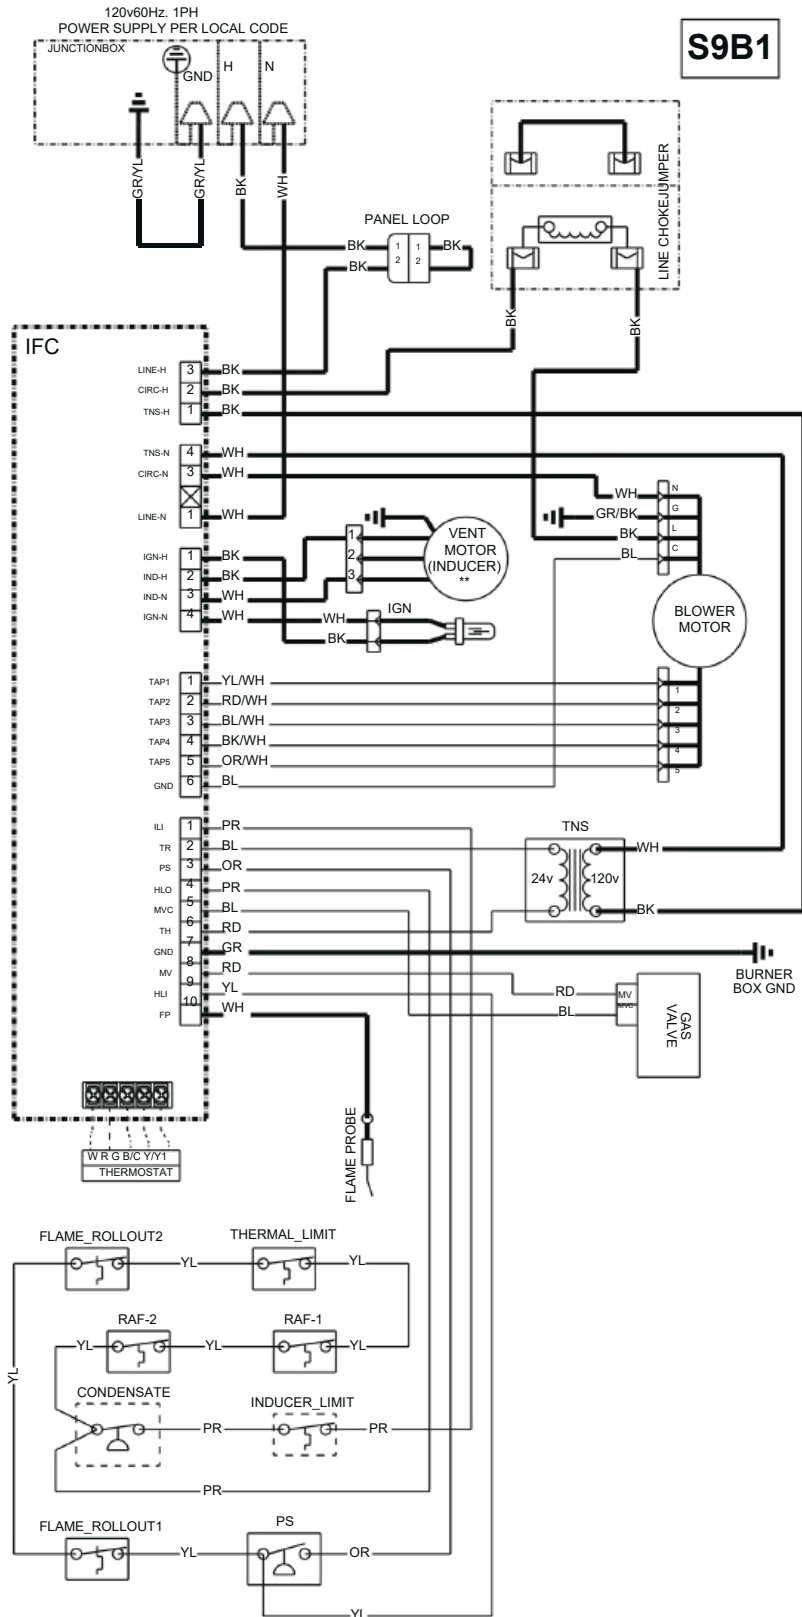 120v60Hz. 1PH
POWER SUPPLY PER LOCAL CODE
S9B1
JUNCTIONBOX
GND
H
N
GR/YL
GR/YL
BK
WH
LINE CHOKEJUMPER
PANEL LOOP
BK 1 1 BK
BK 2 2
BK
BK
IFC
LINE-H 3 BK
CIRC-H 2 BK
TNS-H 1 BK
TNS-N 4 WH
CIRC-N 3 WH
LINE-N 1 WH
WH N
GR/BK G
BK L
BL C
IGN-H 1 BK
IND-H 2 BK
IND-N 3 WH
IGN-N 4 WH
1
2
3
VENT
MOTOR
(INDUCER)
**
IGN
WH
BK
BLOWER
MOTOR
TAP1 1 YL/WH 1
TAP2 2 RD/WH 2
TAP3 3 BL/WH 3
TAP4 4 BK/WH 4
TAP5 5 OR/WH 5
GND 6 BL
ILI 1 PR
TR 2 BL
PS 3 OR
HLO 4 PR
MVC 5 BL
TH 6 RD
GND 7 GR
MV 8 RD
HLI 9 YL
FP 10 WH
TNS
24v 120v
WH
BK
BURNER
BOX GND
RD MV
BL MVC
GAS
VALVE
FLAME PROBE
W R G B/C Y/Y1
THERMOSTAT
FLAME_ROLLOUT2
THERMAL_LIMIT
YL
YL
RAF-2
RAF-1
YL
YL
YL
YL
CONDENSATE
INDUCER_LIMIT
PR
PR
PR
FLAME_ROLLOUT1
PS
YL
OR
YL